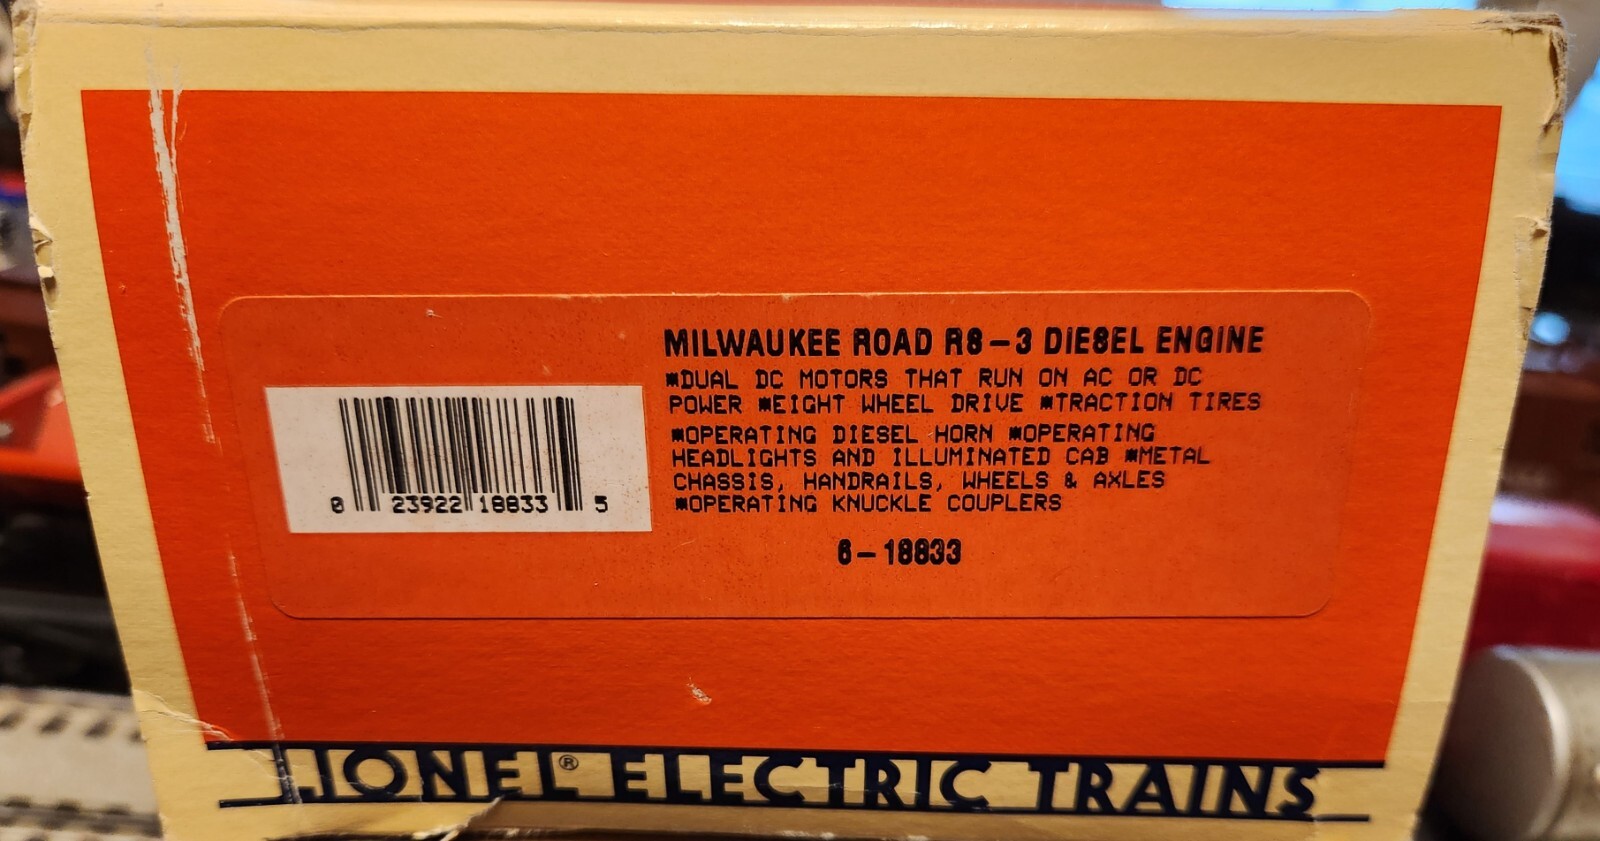 MILWAUKEE ROAD RS-3 DIESEL ENGINE
*DUAL DC MOTORS THAT RUN ON AC OR DC
POWER *EIGHT WHEEL DRIVE *TRACTION TIRES
*OPERATING DIESEL HORN *OPERATING
HEADLIGHTS AND ILLUMINATED CAB *METAL
CHASSIS, HANDRAILS, WHEELS & AXLES
*OPERATING KNUCKLE COUPLERS
6-18833
0 23922 18833 5
LIONEL® ELECTRIC TRAINS